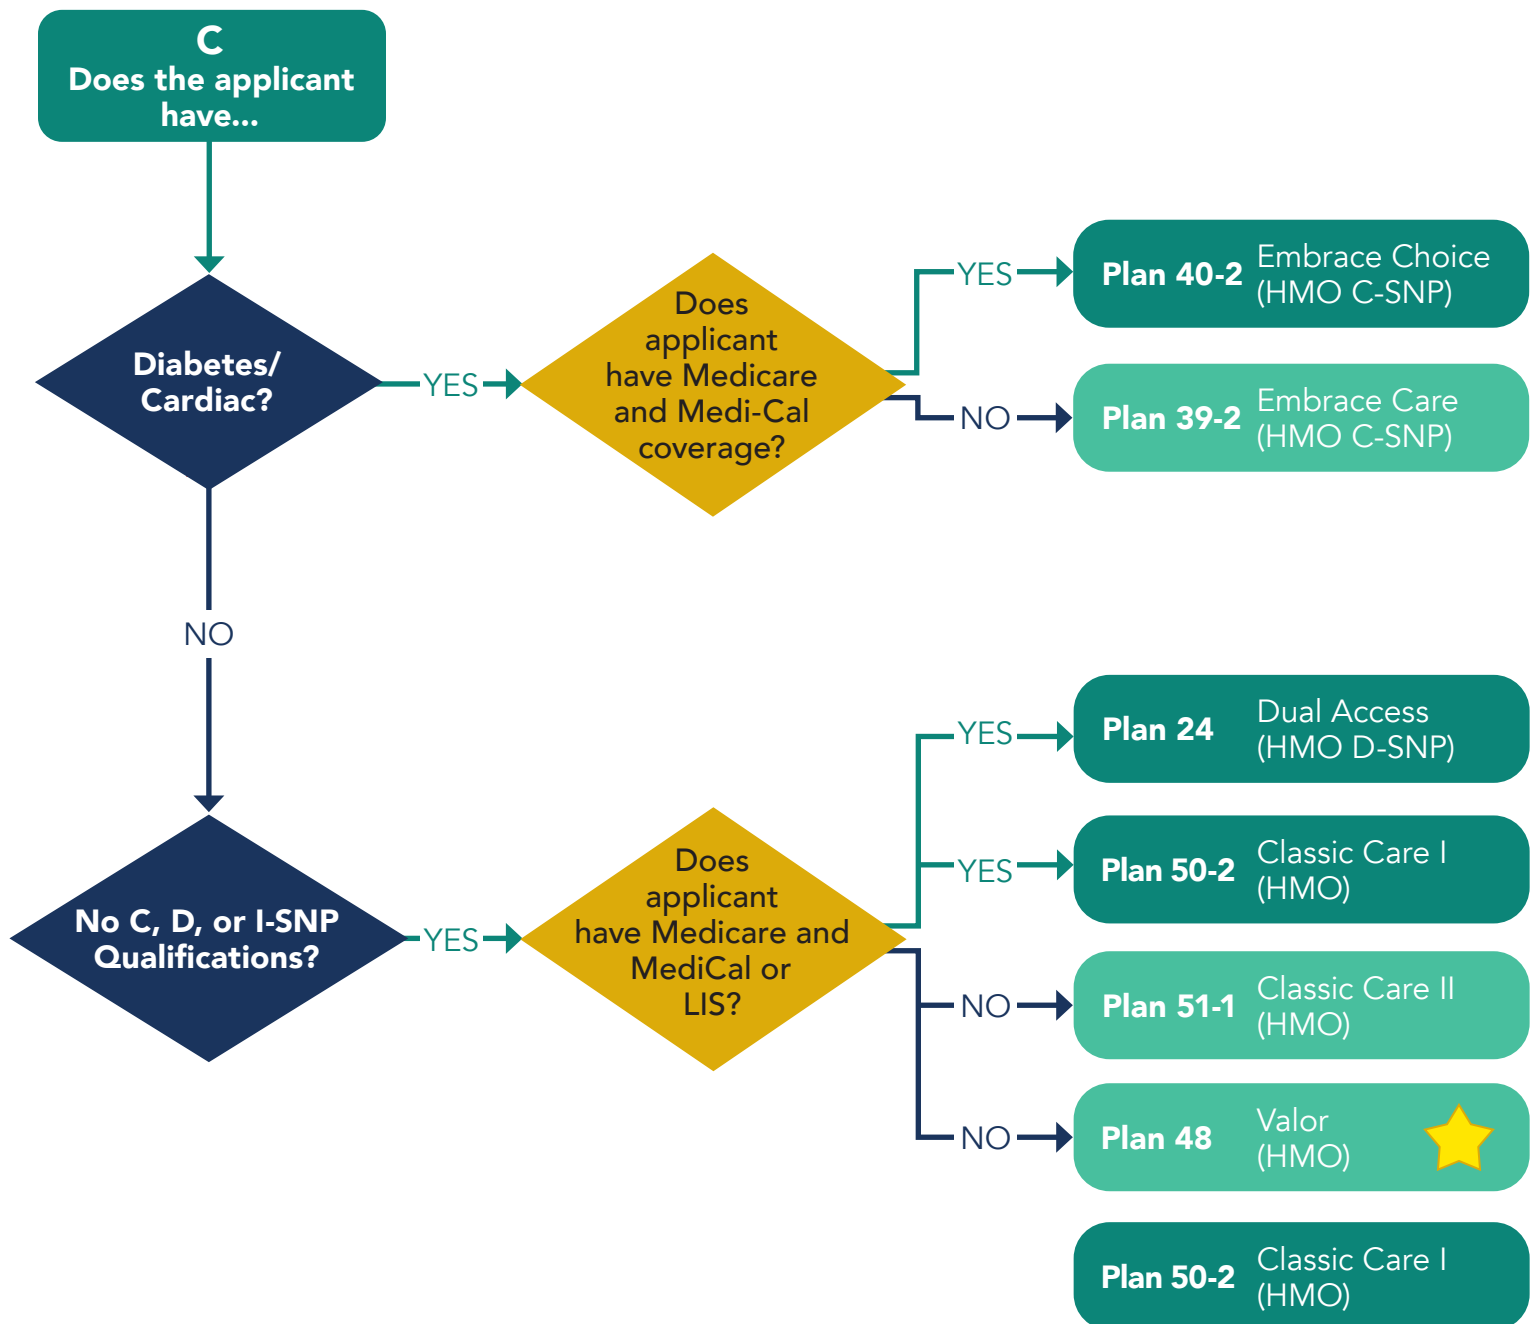 C
Does the applicant
have...
Diabetes/
Cardiac?
YES
Does
applicant
have Medicare
and Medi-Cal
coverage?
YES
Plan 40-2
Embrace Choice
(HMO C-SNP)
NO
Plan 39-2
Embrace Care
(HMO C-SNP)
NO
No C, D, or I-SNP
Qualifications?
YES
Does
applicant
have Medicare and
MediCal or
LIS?
YES
Plan 24
Dual Access
(HMO D-SNP)
YES
Plan 50-2
Classic Care I
(HMO)
NO
Plan 51-1
Classic Care II
(HMO)
NO
Plan 48
Valor
(HMO)
Plan 50-2
Classic Care I
(HMO)